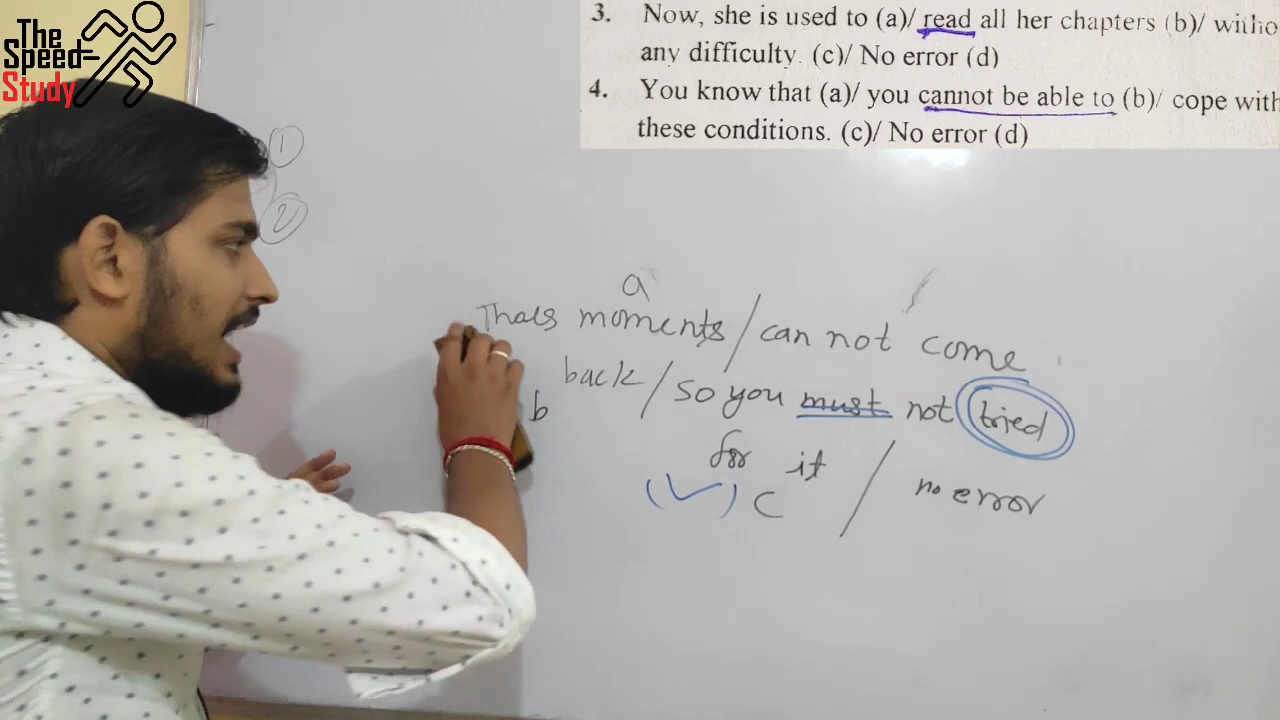 The
Speed
Study
3. Now, she is used to (a)/ read all her chapters (b)/ witho
any difficulty. (c)/ No error (d)
4. You know that (a)/ you cannot be able to (b)/ cope with
these conditions. (c)/ No error (d)
1
2
a
moments / can not come
back / so you must not tried
b
for it / no error
(✓) c